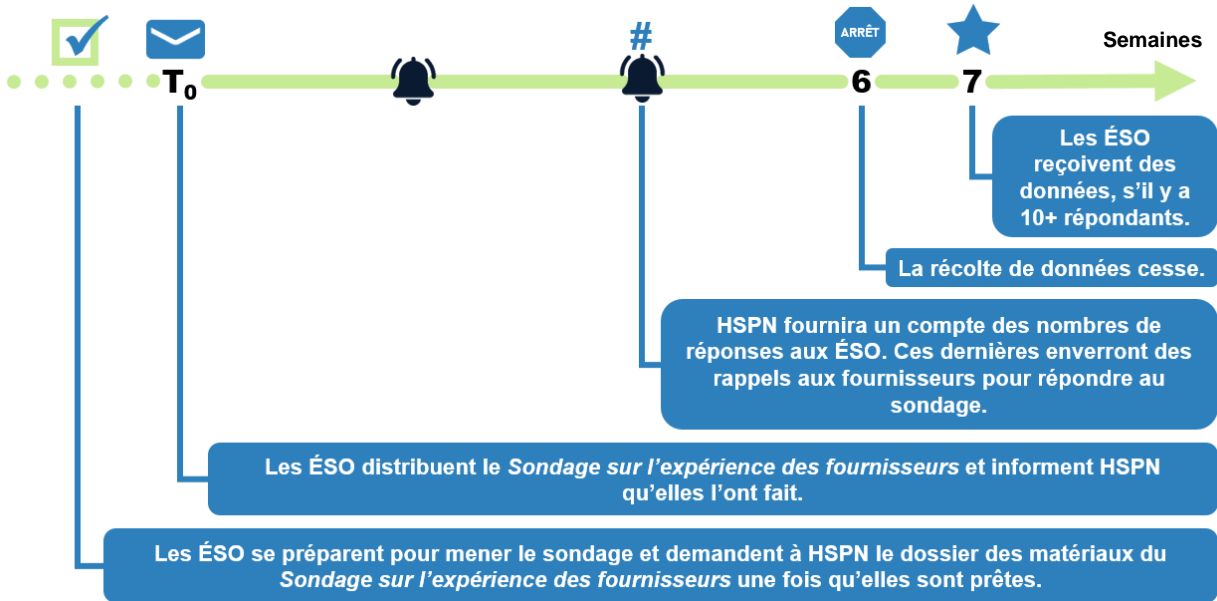 #
ARRÊT
Semaines
T0
6
7
Les ÉSO
reçoivent des
données, s’il y a
10+ répondants.
La récolte de données cesse.
HSPN fournira un compte des nombres de
réponses aux ÉSO. Ces dernières enverront des
rappels aux fournisseurs pour répondre au
sondage.
Les ÉSO distribuent le Sondage sur l’expérience des fournisseurs et informent HSPN
qu’elles l’ont fait.
Les ÉSO se préparent pour mener le sondage et demandent à HSPN le dossier des matériaux du
Sondage sur l’expérience des fournisseurs une fois qu’elles sont prêtes.